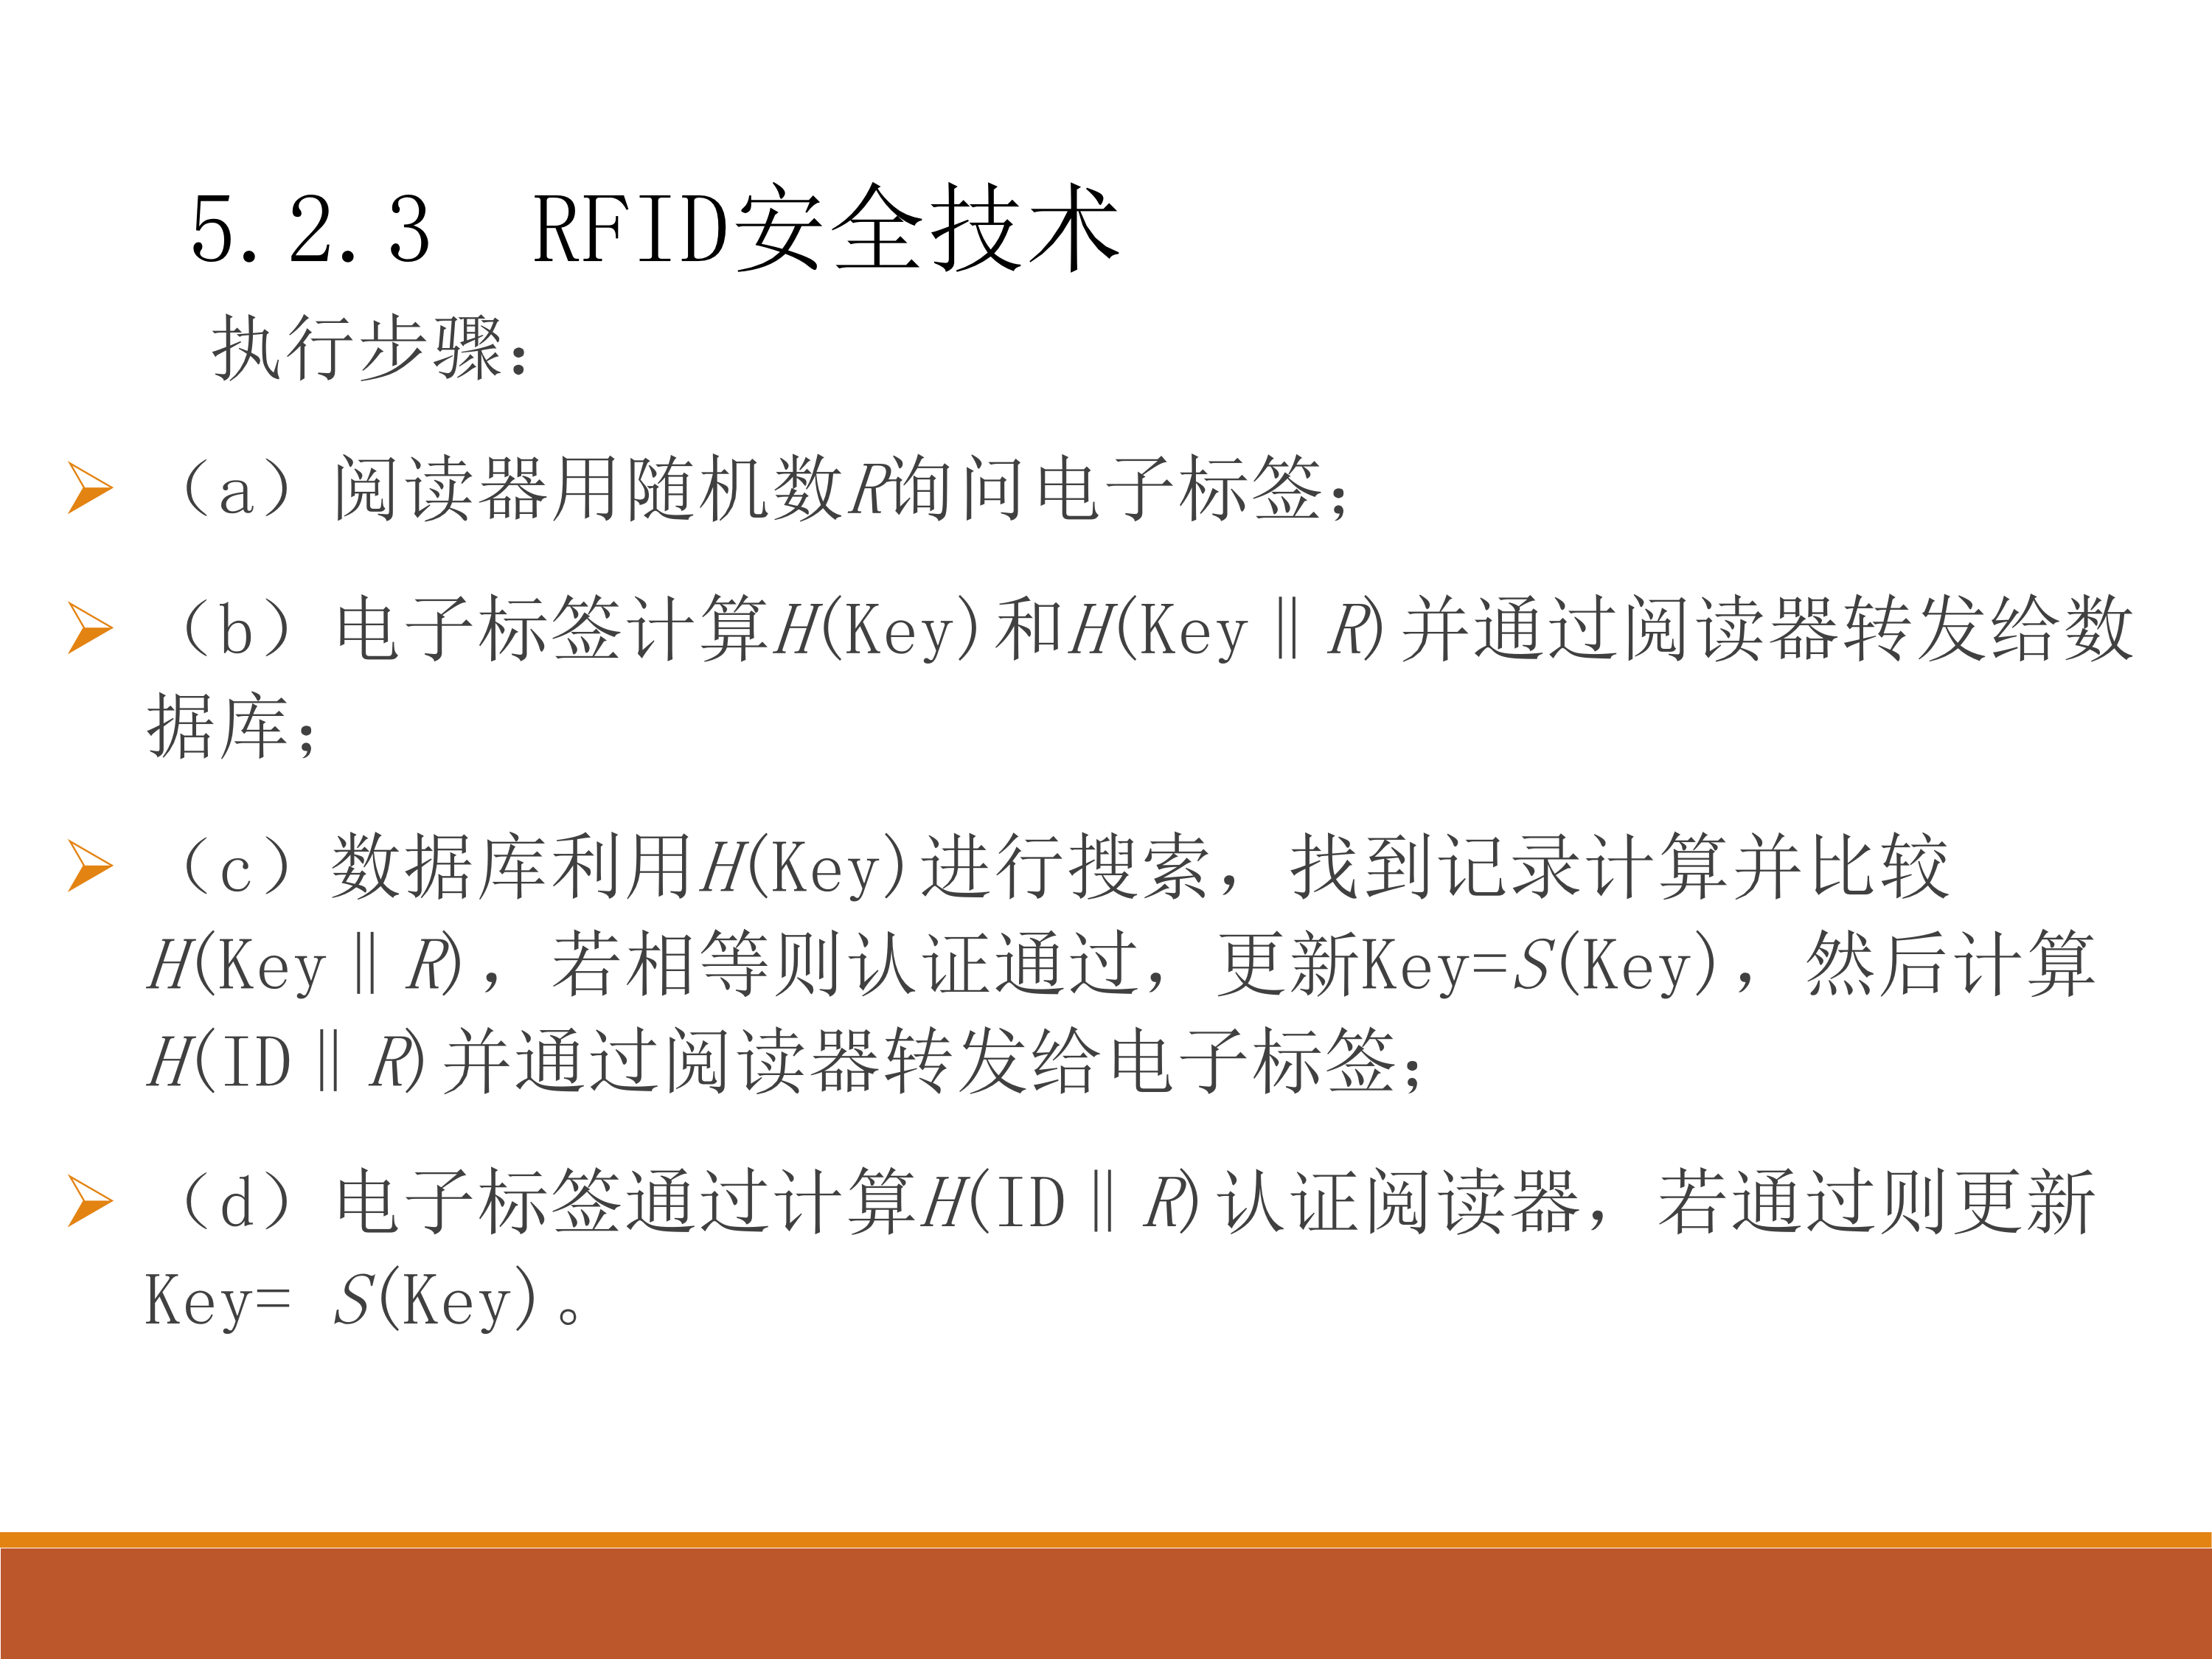 5.2.3 RFID安全技术
执行步骤：
（a）阅读器用随机数R询问电子标签；
（b）电子标签计算H(Key)和H(Key‖R)并通过阅读器转发给数
据库；
（c）数据库利用H(Key)进行搜索，找到记录计算并比较
H(Key‖R)，若相等则认证通过，更新Key=S(Key)，然后计算
H(ID‖R)并通过阅读器转发给电子标签；
（d）电子标签通过计算H(ID‖R)认证阅读器，若通过则更新
Key= S(Key)。